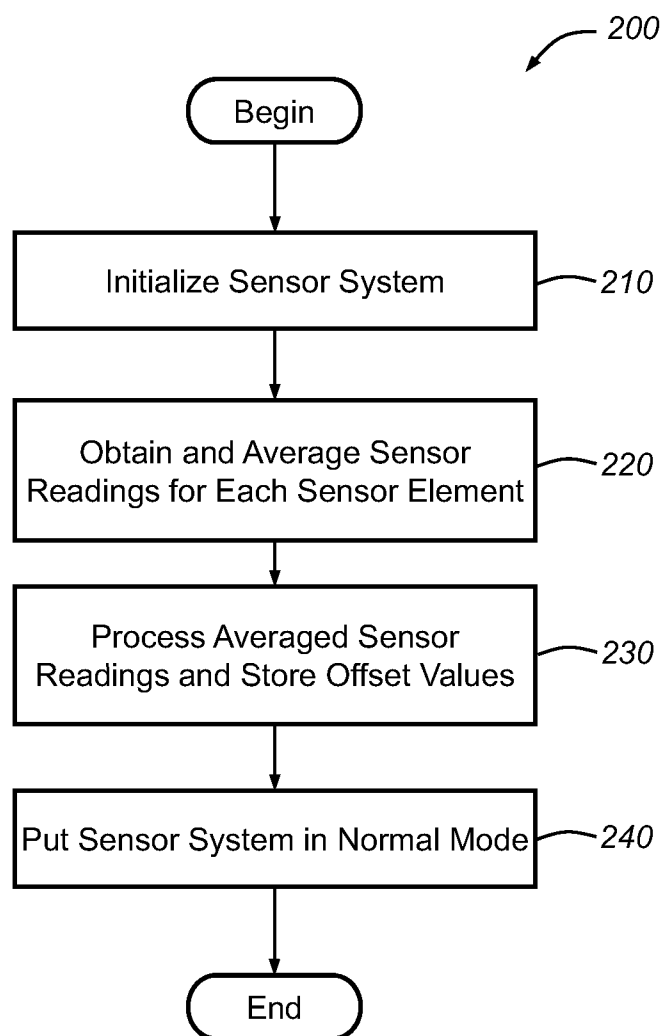 200
Begin
Initialize Sensor System
210
Obtain and Average Sensor
Readings for Each Sensor Element
220
Process Averaged Sensor
Readings and Store Offset Values
230
Put Sensor System in Normal Mode
240
End